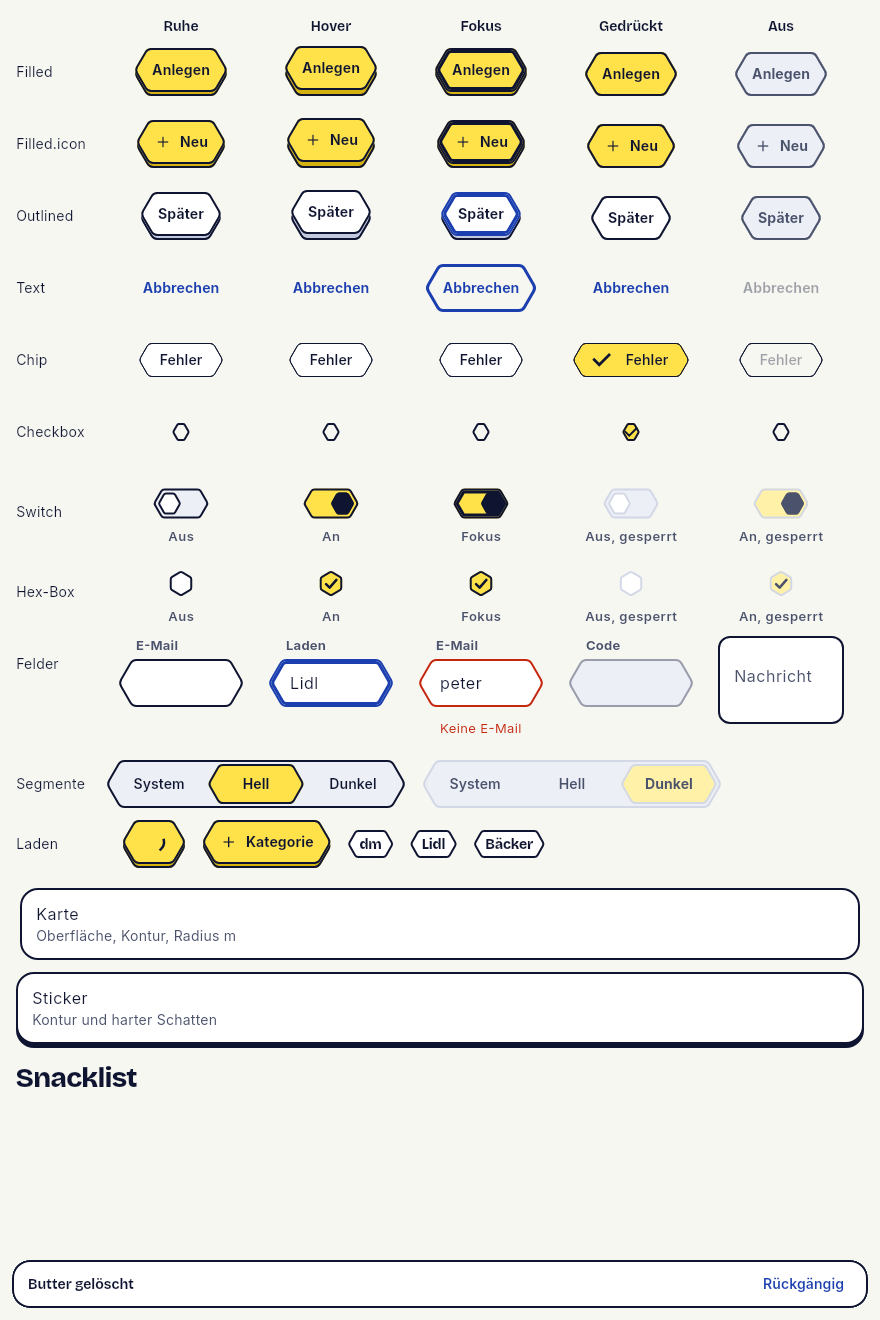 Ruhe Hover Fokus Gedrückt Aus
Filled Anlegen Anlegen Anlegen Anlegen Anlegen
Filled.icon + Neu + Neu + Neu + Neu + Neu
Outlined Später Später Später Später Später
Text Abbrechen Abbrechen Abbrechen Abbrechen Abbrechen
Chip Fehler Fehler Fehler Fehler Fehler
Checkbox
Switch
Aus An Fokus Aus, gesperrt An, gesperrt
Hex-Box
Aus An Fokus Aus, gesperrt An, gesperrt
E-Mail Laden E-Mail Code
Felder Lidl peter Nachricht
Keine E-Mail
Segmente System Hell Dunkel System Hell Dunkel
Laden + Kategorie dm Lidl Bäcker
Karte
Oberfläche, Kontur, Radius m
Sticker
Kontur und harter Schatten
Snacklist
Butter gelöscht Rückgängig